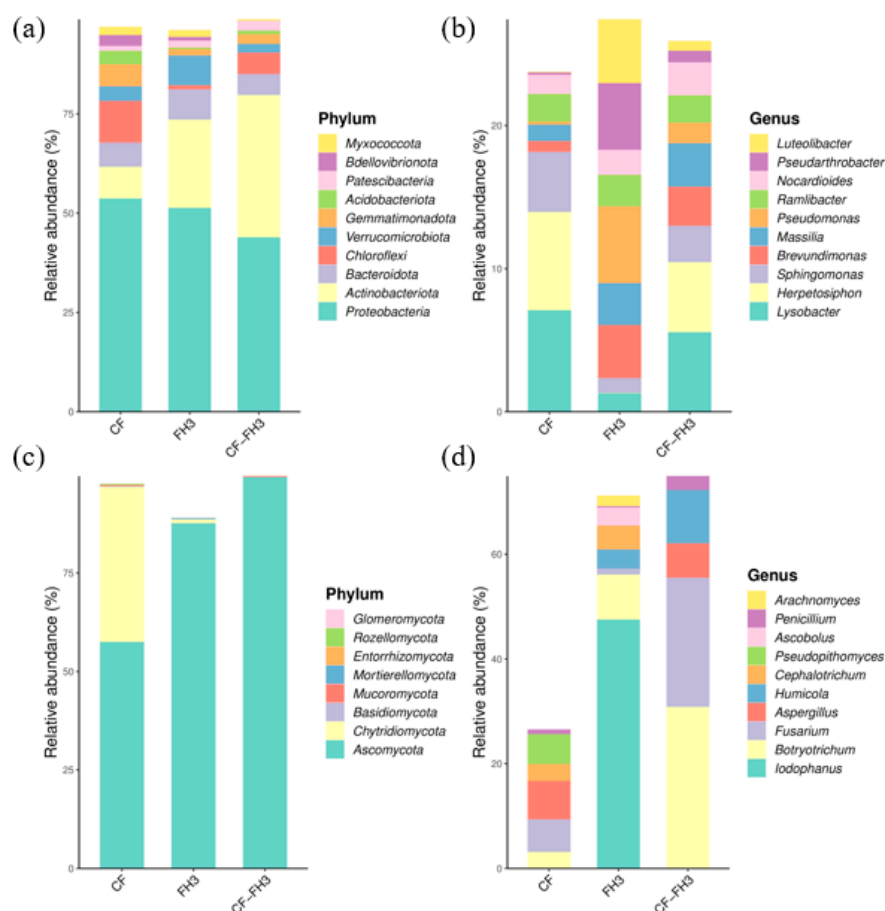 (a)
Relative abundance (%)
75
50
25
0
CF
FH3
CF-FH3
Phylum
Myxococcota
Bdellovibrionota
Patescibacteria
Acidobacteriota
Gemmatimonadota
Verrucomicrobiota
Chloroflexi
Bacteroidota
Actinobacteriota
Proteobacteria
(b)
Relative abundance (%)
20
10
0
CF
FH3
CF-FH3
Genus
Luteolibacter
Pseudarthrobacter
Nocardioides
Ramlibacter
Pseudomonas
Massilia
Brevundimonas
Sphingomonas
Herpetosiphon
Lysobacter
(c)
Relative abundance (%)
75
50
25
0
CF
FH3
CF-FH3
Phylum
Glomeromycota
Rozellomycota
Entorrhizomycota
Mortierellomycota
Mucoromycota
Basidiomycota
Chytridiomycota
Ascomycota
(d)
Relative abundance (%)
60
40
20
0
CF
FH3
CF-FH3
Genus
Arachnomyces
Penicillium
Ascobolus
Pseudopithomyces
Cephalotrichum
Humicola
Aspergillus
Fusarium
Botryotrichum
Iodophanus